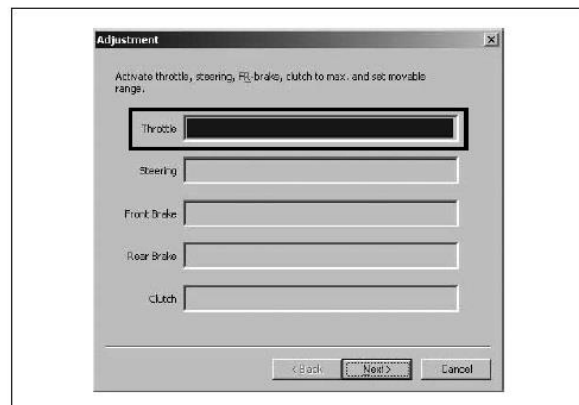 Adjustment
Activate throttle, steering, FR-brake, clutch to max. and set movable
range.
Throttle
Steering
Front Brake
Rear Brake
Clutch
< Back
Next >
Cancel